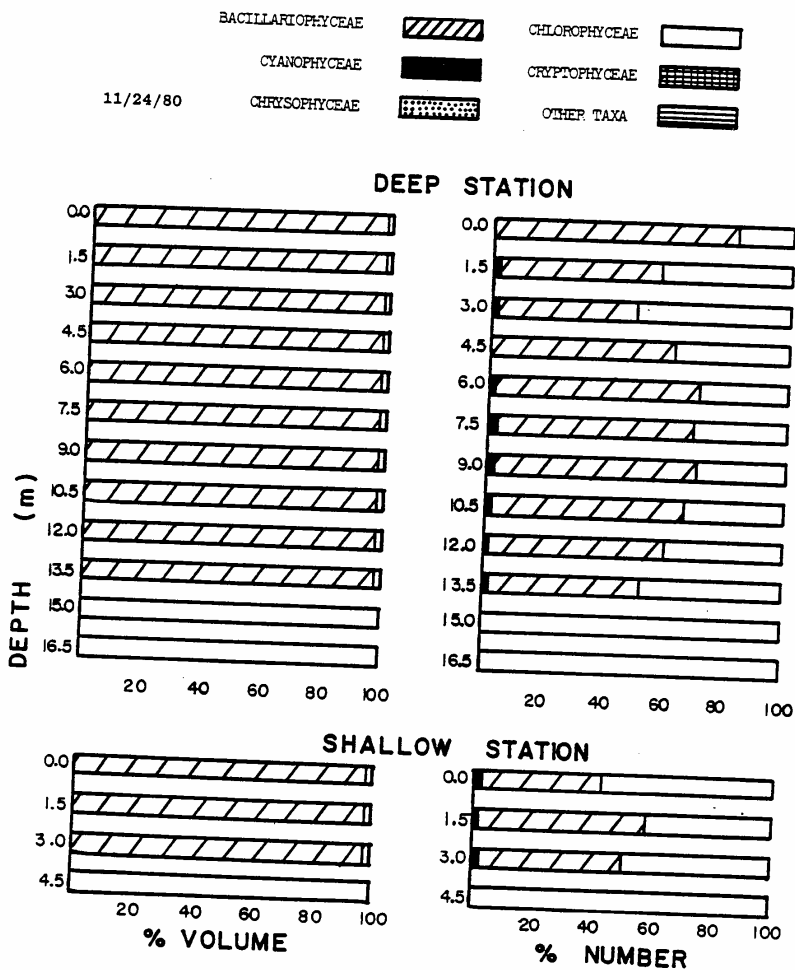 BACILLARIOPHYCEAE CHLOROPHYCEAE
CYANOPHYCEAE CRYPTOPHYCEAE
11/24/80 CHRYSOPHYCEAE OTHER TAXA
DEEP STATION
DEPTH (m)
0.0
1.5
3.0
4.5
6.0
7.5
9.0
10.5
12.0
13.5
15.0
16.5
20 40 60 80 100
0.0
1.5
3.0
4.5
6.0
7.5
9.0
10.5
12.0
13.5
15.0
16.5
20 40 60 80 100
SHALLOW STATION
0.0
1.5
3.0
4.5
20 40 60 80 100
% VOLUME
0.0
1.5
3.0
4.5
20 40 60 80 100
% NUMBER